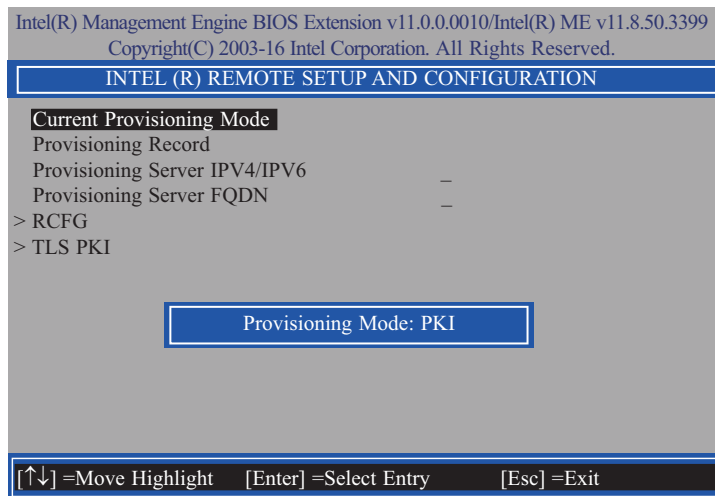 Intel(R) Management Engine BIOS Extension v11.0.0.0010/Intel(R) ME v11.8.50.3399
Copyright(C) 2003-16 Intel Corporation. All Rights Reserved.
INTEL (R) REMOTE SETUP AND CONFIGURATION
Current Provisioning Mode
Provisioning Record
Provisioning Server IPV4/IPV6 _
Provisioning Server FQDN _
> RCFG
> TLS PKI
Provisioning Mode: PKI
[↑↓] =Move Highlight [Enter] =Select Entry [Esc] =Exit